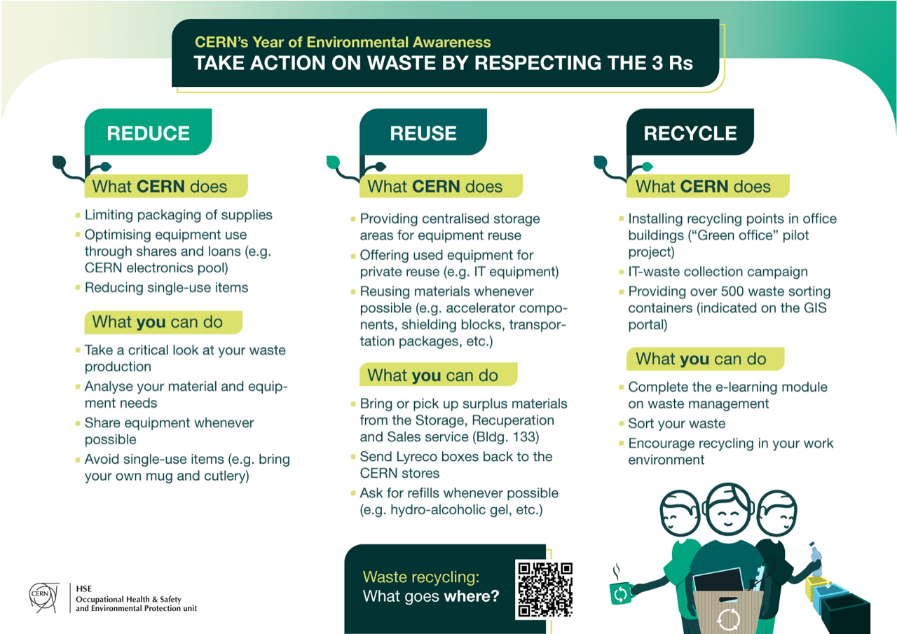 CERN's Year of Environmental Awareness
TAKE ACTION ON WASTE BY RESPECTING THE 3 Rs
REDUCE
What CERN does
Limiting packaging of supplies
Optimising equipment use
through shares and loans (e.g.
CERN electronics pool)
Reducing single-use items
What you can do
Take a critical look at your waste
production
Analyse your material and equip-
ment needs
Share equipment whenever
possible
Avoid single-use items (e.g. bring
your own mug and cutlery)
REUSE
What CERN does
Providing centralised storage
areas for equipment reuse
Offering used equipment for
private reuse (e.g. IT equipment)
Reusing materials whenever
possible (e.g. accelerator compo-
nents, shielding blocks, transpor-
tation packages, etc.)
What you can do
Bring or pick up surplus materials
from the Storage, Recuperation
and Sales service (Bldg. 133)
Send Lyreco boxes back to the
CERN stores
Ask for refills whenever possible
(e.g. hydro-alcoholic gel, etc.)
RECYCLE
What CERN does
Installing recycling points in office
buildings (“Green office” pilot
project)
IT-waste collection campaign
Providing over 500 waste sorting
containers (indicated on the GIS
portal)
What you can do
Complete the e-learning module
on waste management
Sort your waste
Encourage recycling in your work
environment
Waste recycling:
What goes where?
CERN
HSE
Occupational Health & Safety
and Environmental Protection unit